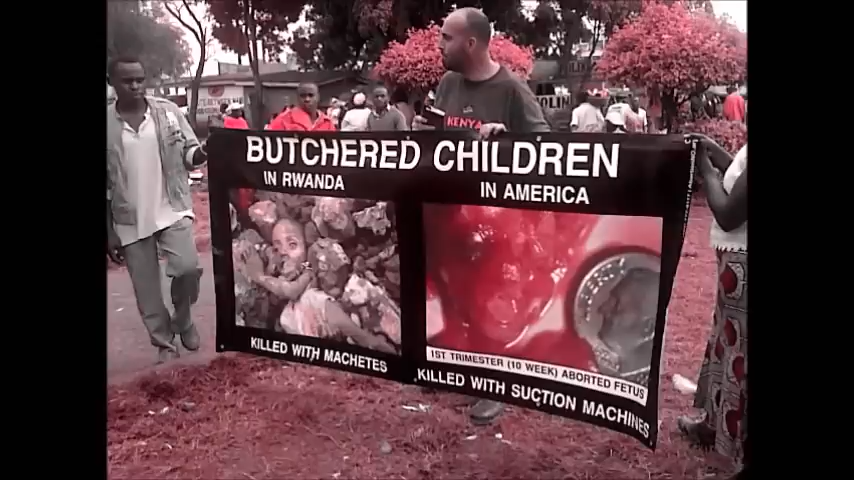 BUTCHERED CHILDREN
IN RWANDA
IN AMERICA
KILLED WITH MACHETES
1ST TRIMESTER (10 WEEK) ABORTED FETUS
KILLED WITH SUCTION MACHINES
KENYA